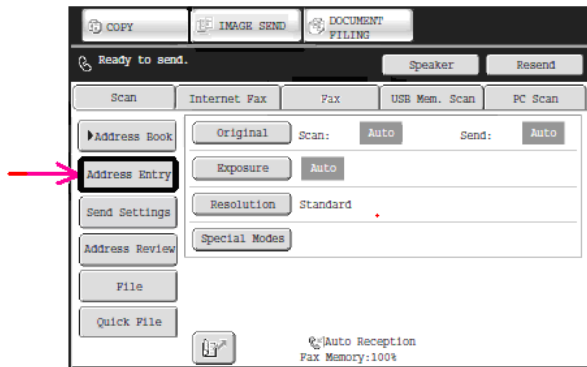 COPY
IMAGE SEND
DOCUMENT
FILING
Ready to send.
Speaker
Resend
Scan
Internet Fax
Fax
USB Mem. Scan
PC Scan
Address Book
Original
Scan:
Auto
Send:
Auto
Address Entry
Exposure
Auto
Send Settings
Resolution
Standard
Address Review
Special Modes
File
Quick File
Auto Reception
Fax Memory:100%